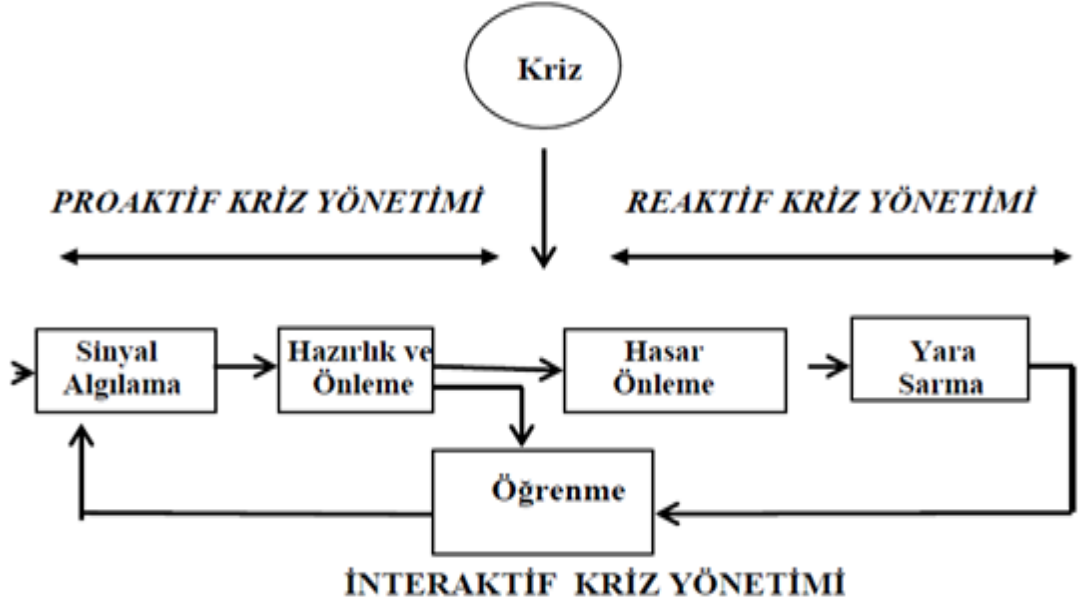 Kriz
PROAKTİF KRİZ YÖNETİMİ
REAKTİF KRİZ YÖNETİMİ
Sinyal
Algılama
Hazırlık ve
Önleme
Hasar
Önleme
Yara
Sarma
Öğrenme
İNTERAKTİF KRİZ YÖNETİMİ